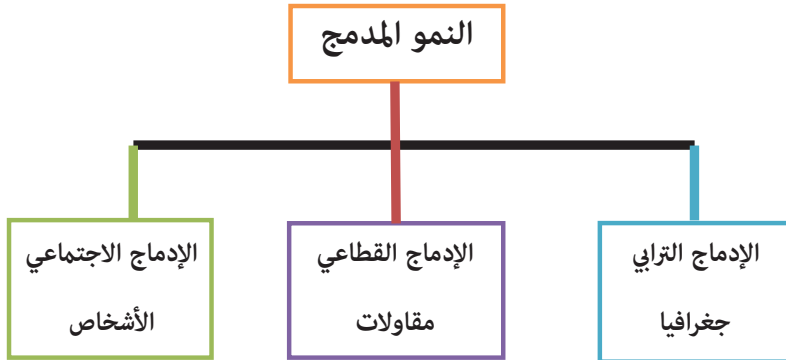 النمو المدمج
الإدماج الترابي
جغرافيا
الإدماج القطاعي
مقاولات
الإدماج الاجتماعي
الأشخاص